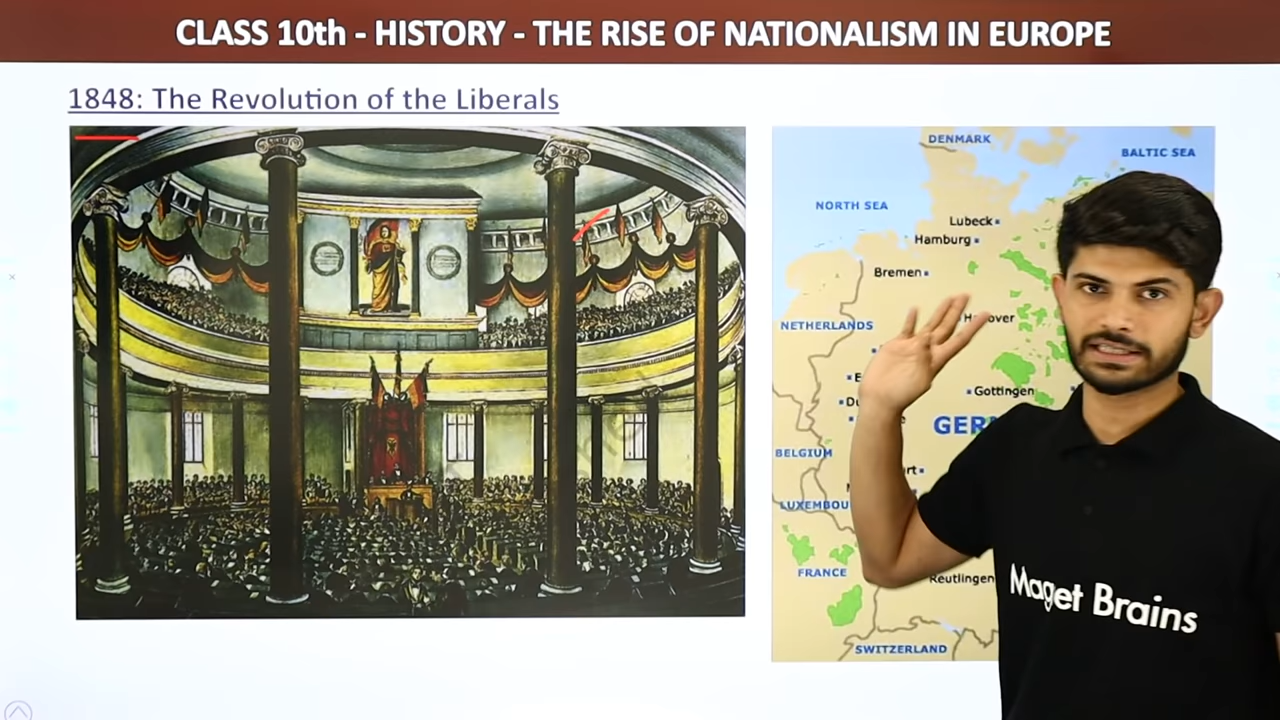 CLASS 10th - HISTORY - THE RISE OF NATIONALISM IN EUROPE
1848: The Revolution of the Liberals
DENMARK
BALTIC SEA
NORTH SEA
Lubeck
Hamburg
Bremen
NETHERLANDS
Gottingen
BELGIUM
FRANCE
Reutlingen
SWITZERLAND
Maget Brains